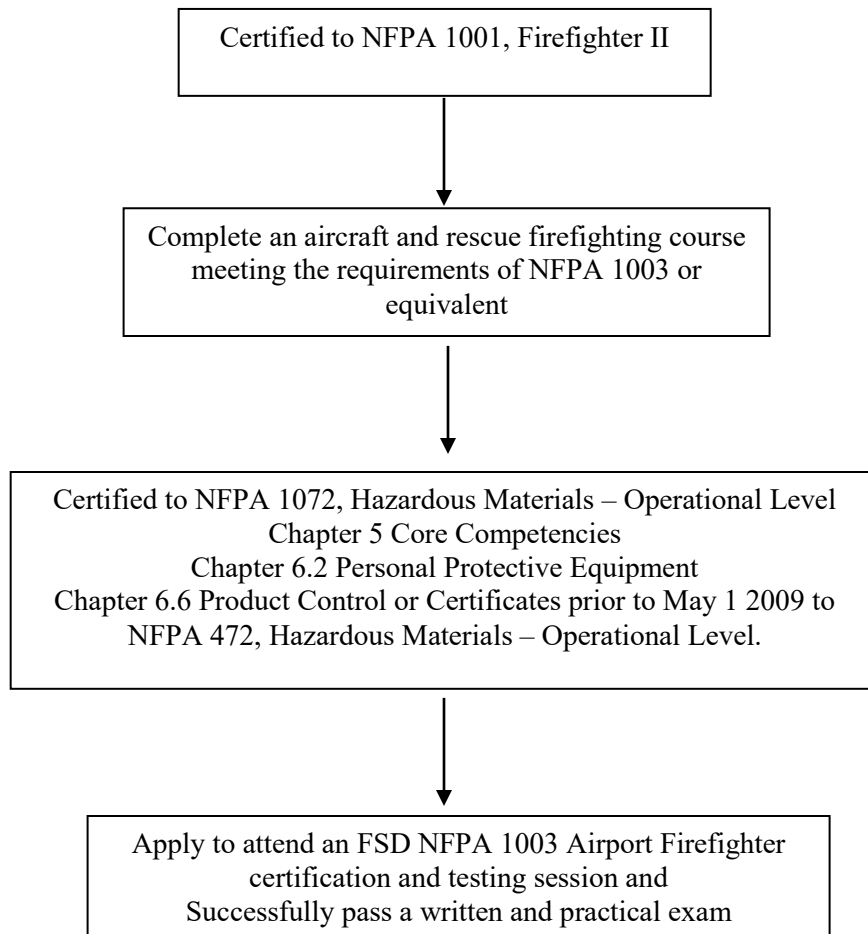 Certified to NFPA 1001, Firefighter II
Complete an aircraft and rescue firefighting course
meeting the requirements of NFPA 1003 or
equivalent
Certified to NFPA 1072, Hazardous Materials – Operational Level
Chapter 5 Core Competencies
Chapter 6.2 Personal Protective Equipment
Chapter 6.6 Product Control or Certificates prior to May 1 2009 to
NFPA 472, Hazardous Materials – Operational Level.
Apply to attend an FSD NFPA 1003 Airport Firefighter
certification and testing session and
Successfully pass a written and practical exam